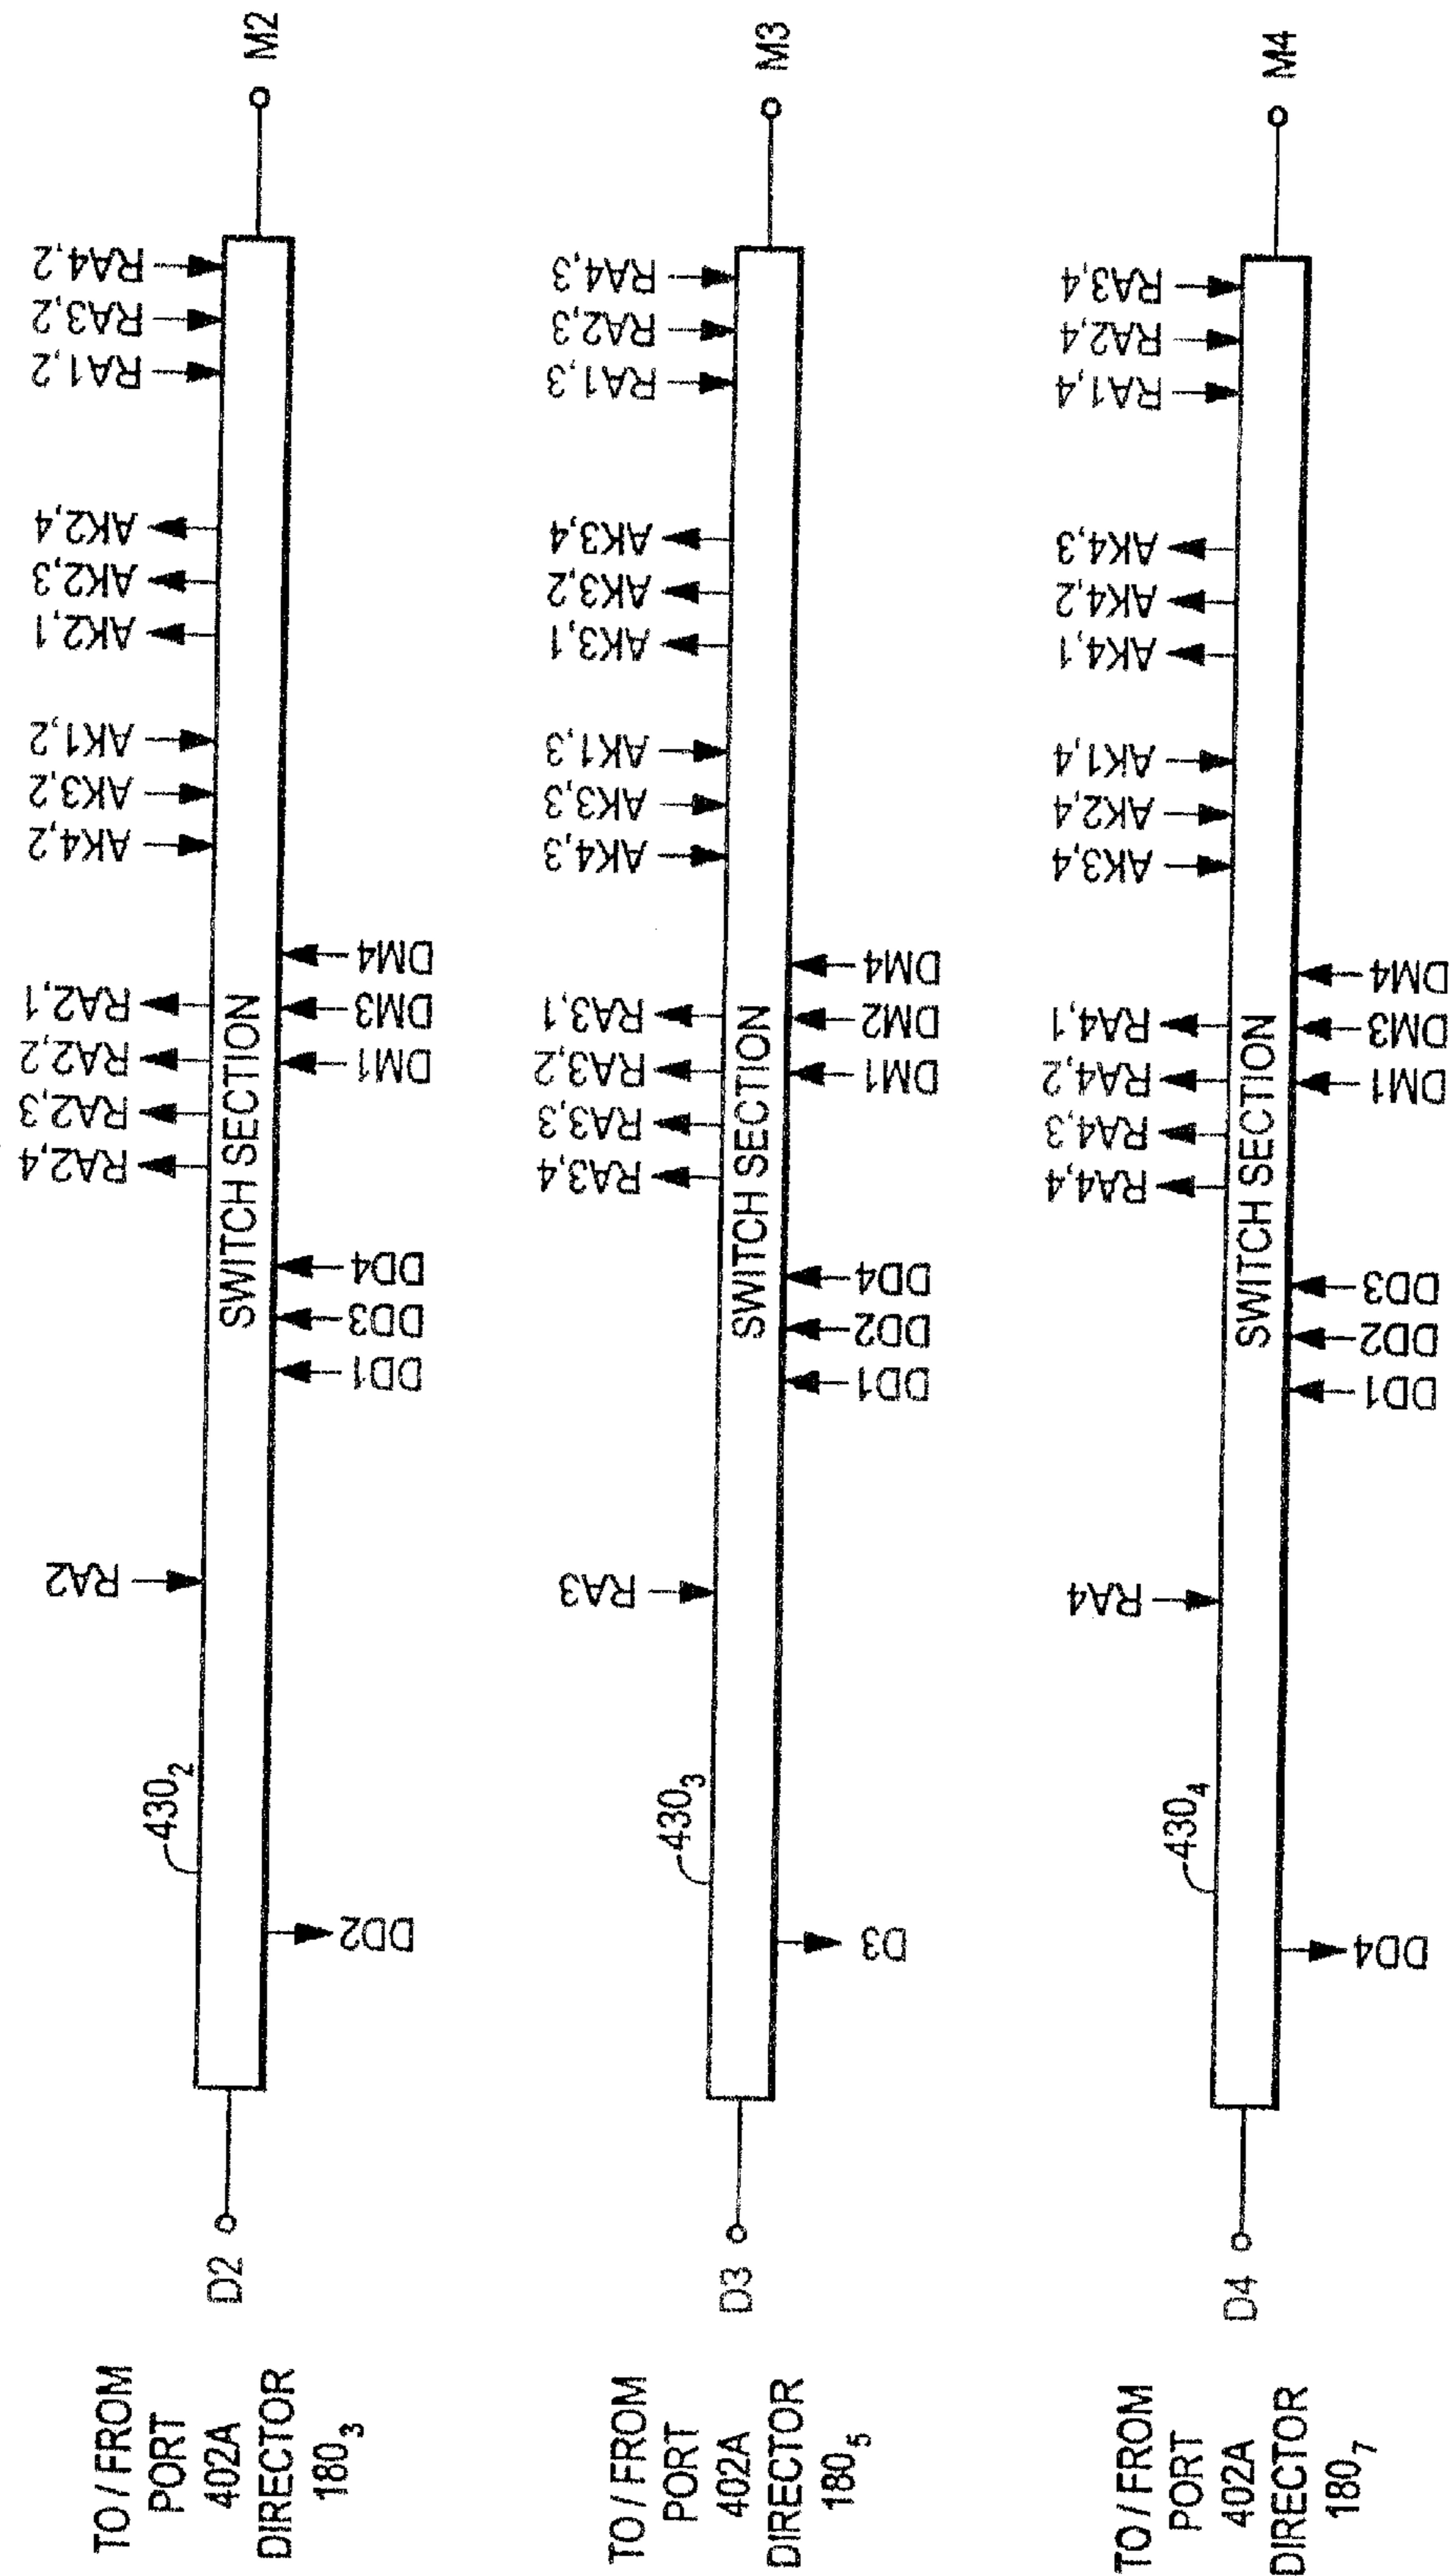 TO / FROM
PORT
402A
DIRECTOR
180₃
D2
430₂
DD2
RA2
DD1
DD3
DD4
RA2,4
RA2,3
RA2,2
RA2,1
SWITCH SECTION
DM1
DM3
DM4
AK4,2
AK3,2
AK1,2
AK2,1
AK2,3
AK2,4
RA1,2
RA3,2
RA4,2
M2
TO / FROM
PORT
402A
DIRECTOR
180₅
D3
430₃
D3
RA3
DD1
DD2
DD4
RA3,4
RA3,3
RA3,2
RA3,1
SWITCH SECTION
DM1
DM2
DM4
AK4,3
AK3,3
AK1,3
AK3,1
AK3,2
AK3,4
RA1,3
RA2,3
RA4,3
M3
TO / FROM
PORT
402A
DIRECTOR
180₇
D4
430₄
DD4
RA4
DD1
DD2
DD3
RA4,4
RA4,3
RA4,2
RA4,1
SWITCH SECTION
DM1
DM3
DM4
AK3,4
AK2,4
AK1,4
AK4,1
AK4,2
AK4,3
RA1,4
RA2,4
RA3,4
M4